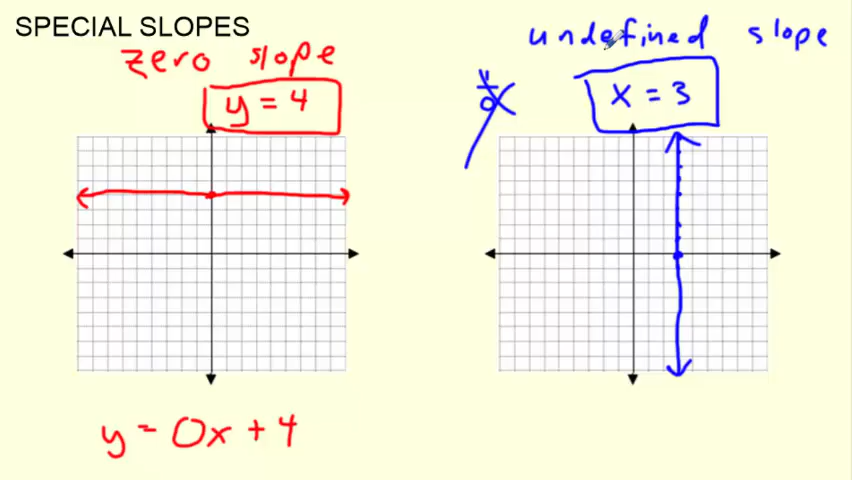 SPECIAL SLOPES
zero slope
y = 4
y = 0x + 4
undefined slope
x = 3